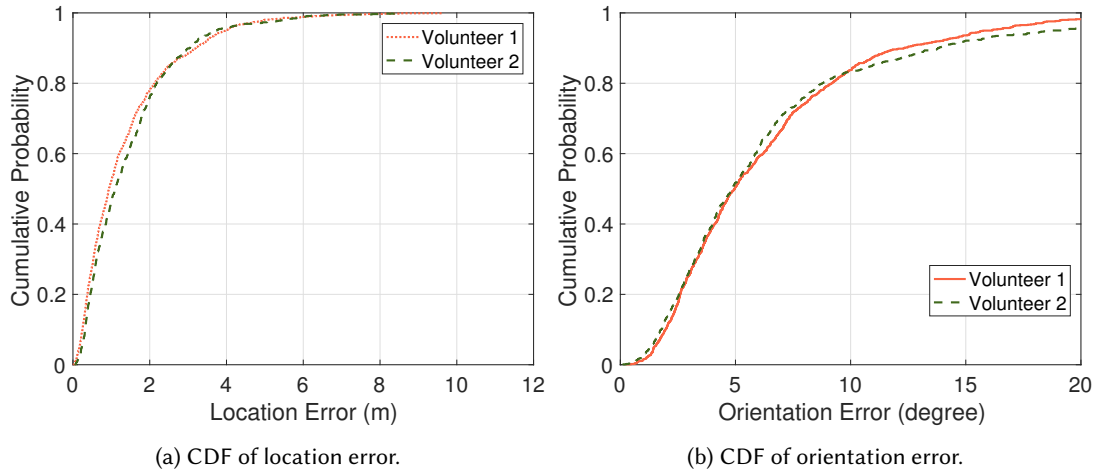 1
0.8
0.6
0.4
0.2
0
Cumulative Probability
0 2 4 6 8 10 12
Location Error (m)
Volunteer 1
Volunteer 2
(a) CDF of location error.
1
0.8
0.6
0.4
0.2
0
Cumulative Probability
0 5 10 15 20
Orientation Error (degree)
Volunteer 1
Volunteer 2
(b) CDF of orientation error.